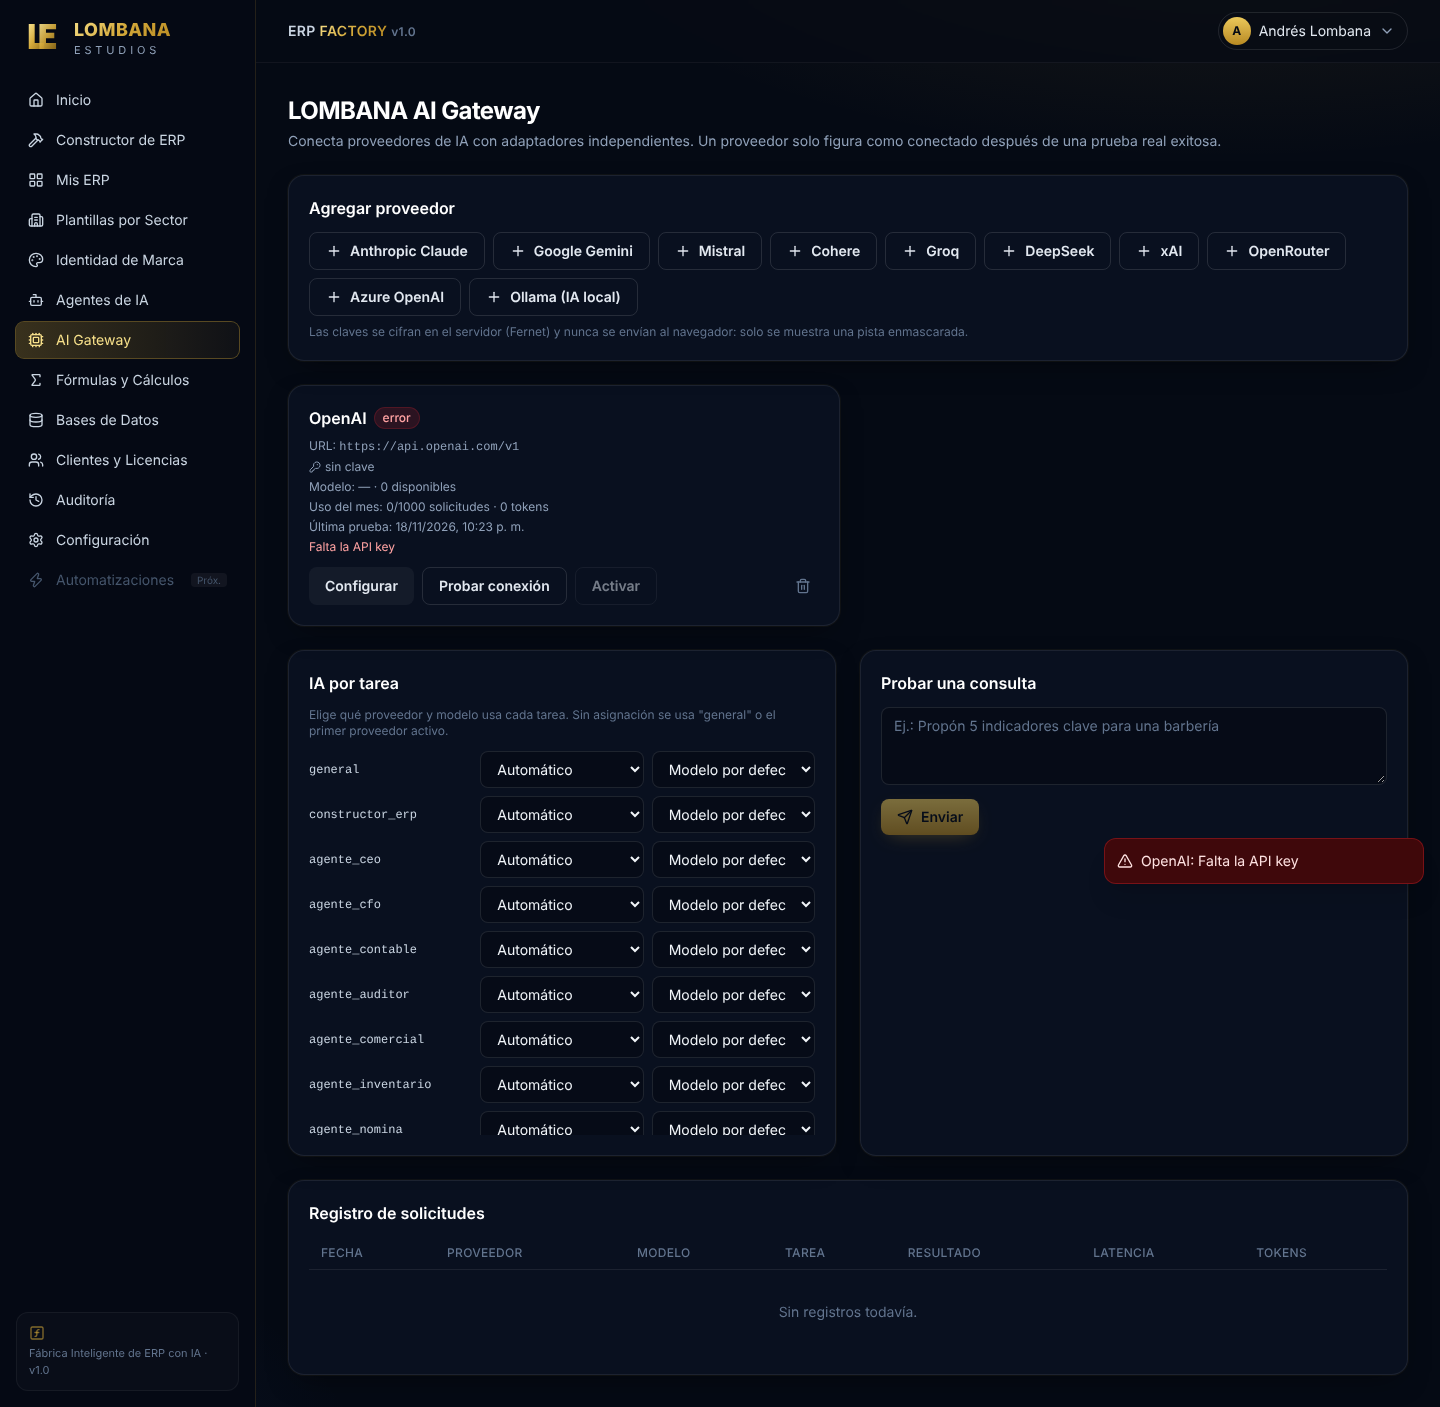 LOMBANA
ESTUDIOS
Inicio
Constructor de ERP
Mis ERP
Plantillas por Sector
Identidad de Marca
Agentes de IA
AI Gateway
Fórmulas y Cálculos
Bases de Datos
Clientes y Licencias
Auditoría
Configuración
Automatizaciones Próx.
Fábrica Inteligente de ERP con IA ·
v1.0
ERP FACTORY v1.0
A Andrés Lombana
LOMBANA AI Gateway
Conecta proveedores de IA con adaptadores independientes. Un proveedor solo figura como conectado después de una prueba real exitosa.
Agregar proveedor
Anthropic Claude Google Gemini Mistral Cohere Groq DeepSeek xAI OpenRouter
Azure OpenAI Ollama (IA local)
Las claves se cifran en el servidor (Fernet) y nunca se envían al navegador: solo se muestra una pista enmascarada.
OpenAI error
URL: https://api.openai.com/v1
sin clave
Modelo: — · 0 disponibles
Uso del mes: 0/1000 solicitudes · 0 tokens
Última prueba: 18/11/2026, 10:23 p. m.
Falta la API key
Configurar Probar conexión Activar
IA por tarea
Elige qué proveedor y modelo usa cada tarea. Sin asignación se usa "general" o el
primer proveedor activo.
general Automático Modelo por defec
constructor_erp Automático Modelo por defec
agente_ceo Automático Modelo por defec
agente_cfo Automático Modelo por defec
agente_contable Automático Modelo por defec
agente_auditor Automático Modelo por defec
agente_comercial Automático Modelo por defec
agente_inventario Automático Modelo por defec
agente_nomina Automático Modelo por defec
Probar una consulta
Ej.: Propón 5 indicadores clave para una barbería
Enviar
OpenAI: Falta la API key
Registro de solicitudes
FECHA PROVEEDOR MODELO TAREA RESULTADO LATENCIA TOKENS
Sin registros todavía.